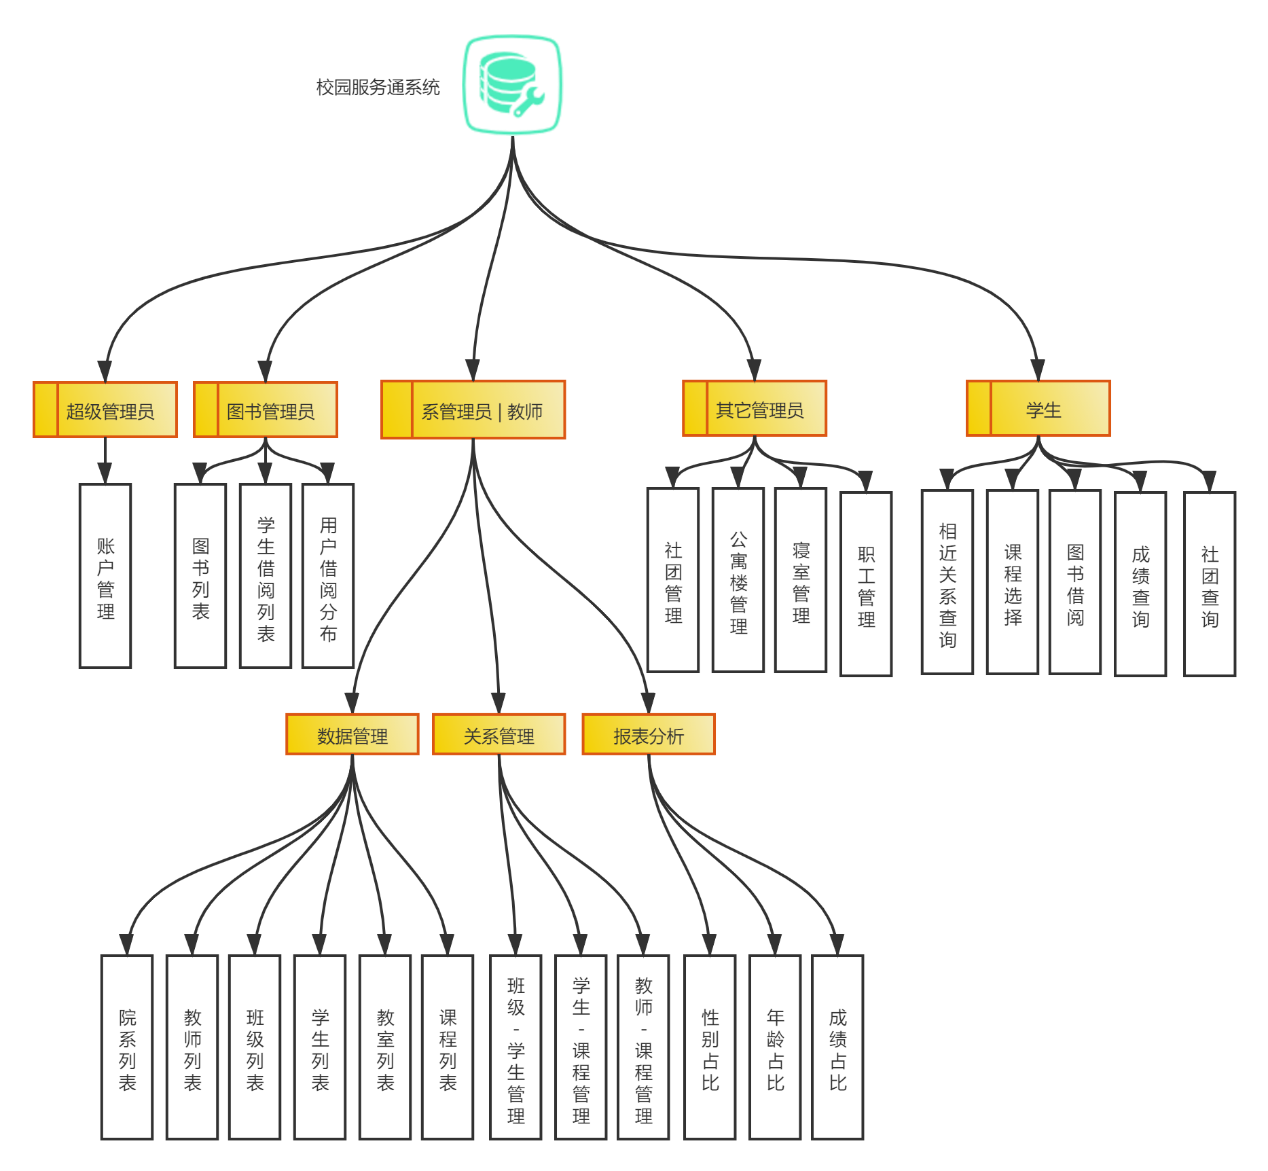 校园服务通系统
超级管理员
图书管理员
系管理员 | 教师
其它管理员
学生
账户管理
图书列表
学生借阅列表
用户借阅分布
社团管理
公寓楼管理
寝室管理
职工管理
相近关系查询
课程选择
图书借阅
成绩查询
社团查询
数据管理
关系管理
报表分析
院系列表
教师列表
班级列表
学生列表
教室列表
课程列表
班级-学生管理
学生-课程管理
教师-课程管理
性别占比
年龄占比
成绩占比